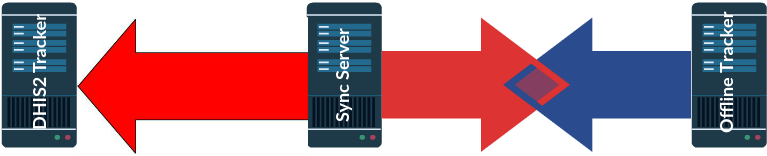 DHIS2 Tracker
Sync Server
Offline Tracker